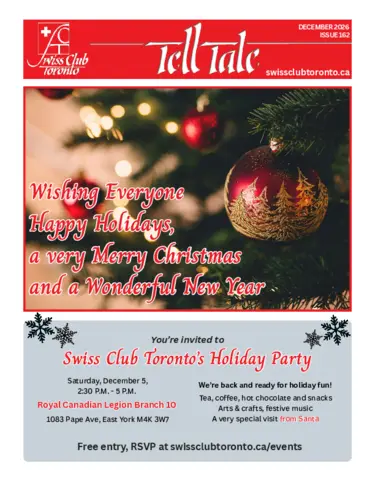 DECEMBER 2026
ISSUE 162
Swiss Club
Toronto
Tell Tale
swissclubtoronto.ca
Wishing Everyone
Happy Holidays,
a very Merry Christmas
and a Wonderful New Year
You're invited to
Swiss Club Toronto's Holiday Party
Saturday, December 5,
2:30 P.M. - 5 P.M.
Royal Canadian Legion Branch 10
1083 Pape Ave, East York M4K 3W7
We're back and ready for holiday fun!
Tea, coffee, hot chocolate and snacks
Arts & crafts, festive music
A very special visit from Santa
Free entry, RSVP at swissclubtoronto.ca/events